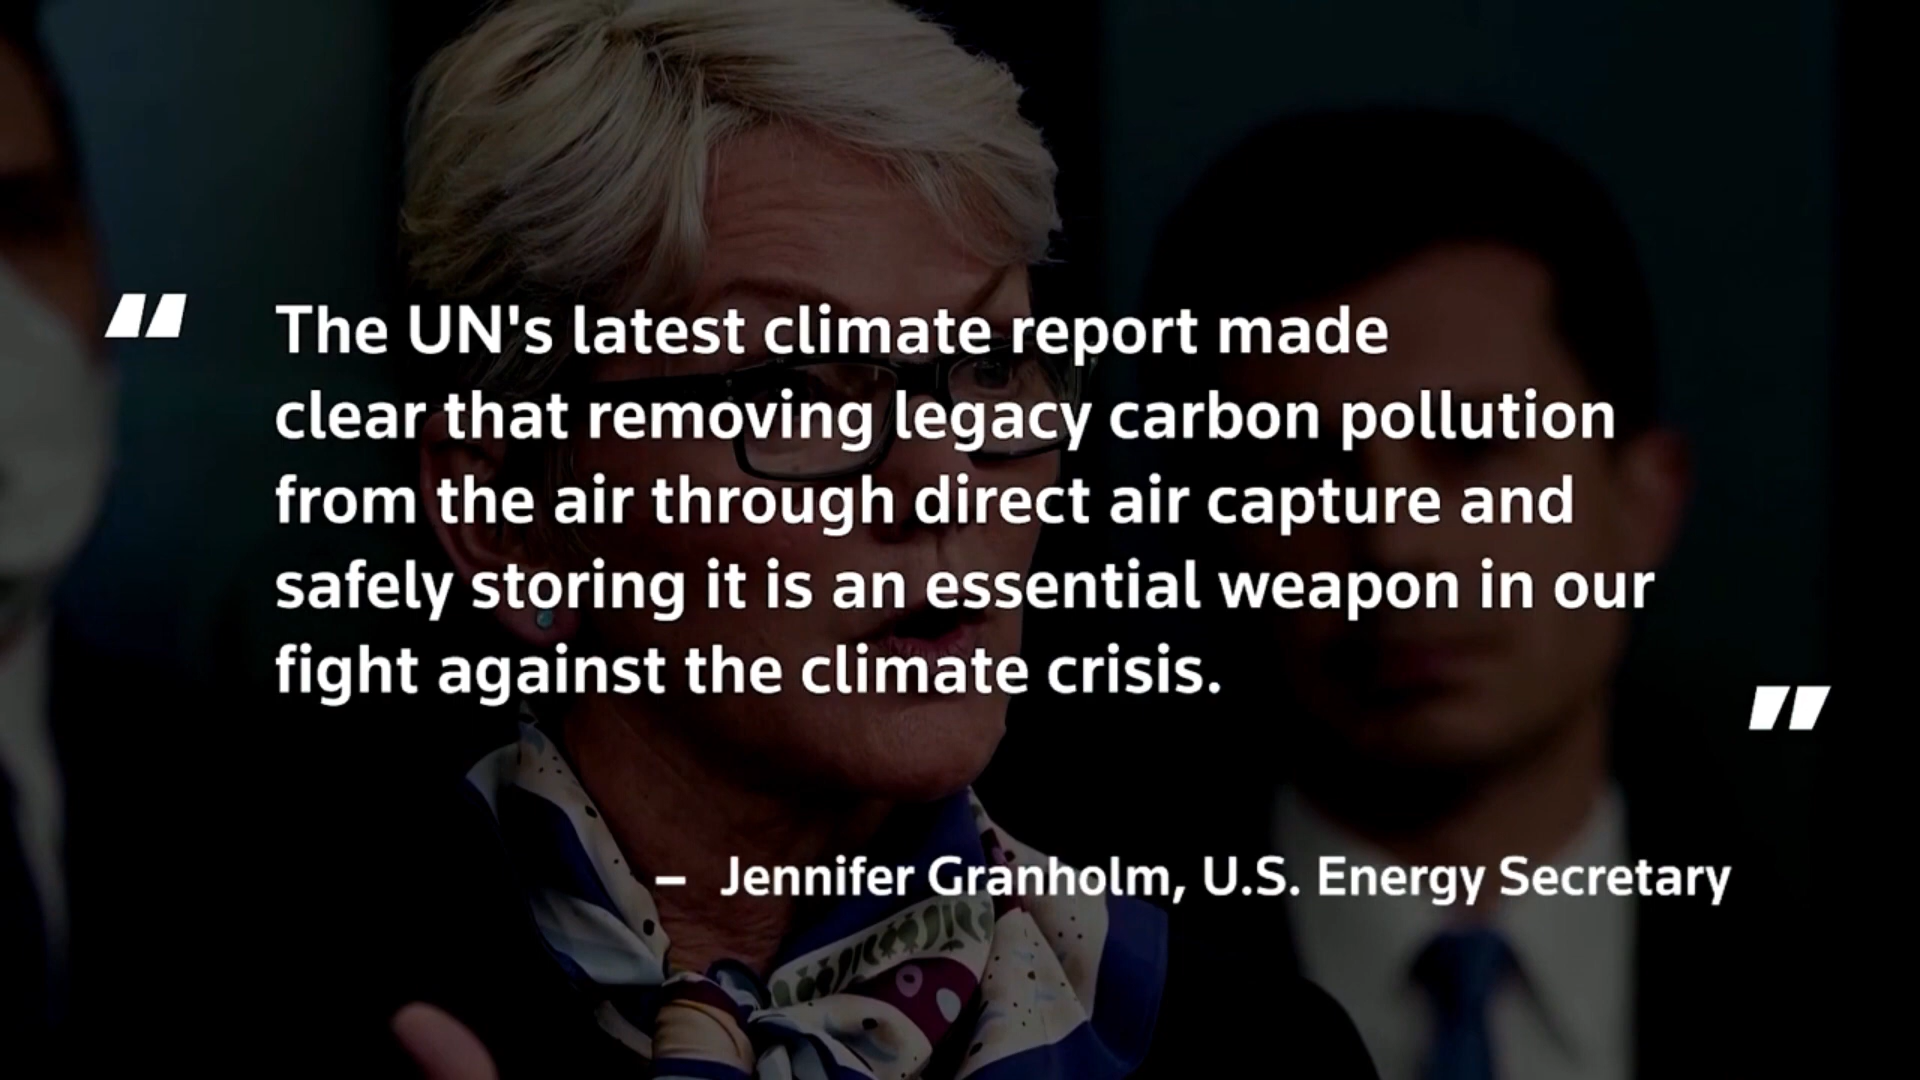 "The UN's latest climate report made
clear that removing legacy carbon pollution
from the air through direct air capture and
safely storing it is an essential weapon in our
fight against the climate crisis."
– Jennifer Granholm, U.S. Energy Secretary